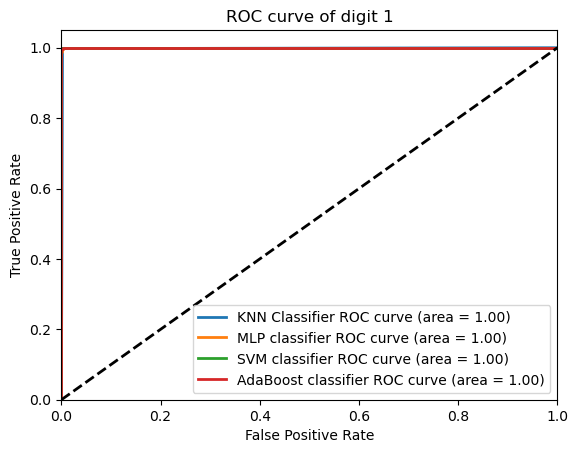 ROC curve of digit 1
1.0
0.8
0.6
0.4
0.2
0.0
True Positive Rate
KNN Classifier ROC curve (area = 1.00)
MLP classifier ROC curve (area = 1.00)
SVM classifier ROC curve (area = 1.00)
AdaBoost classifier ROC curve (area = 1.00)
0.0 0.2 0.4 0.6 0.8 1.0
False Positive Rate